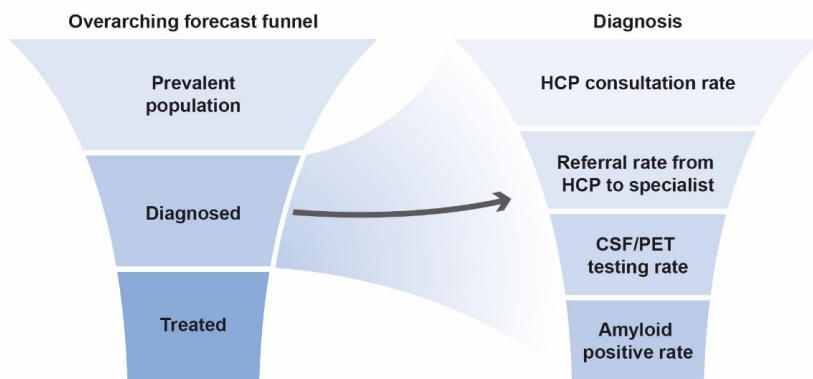 Overarching forecast funnel
Prevalent
population
Diagnosed
Treated
Diagnosis
HCP consultation rate
Referral rate from
HCP to specialist
CSF/PET
testing rate
Amyloid
positive rate